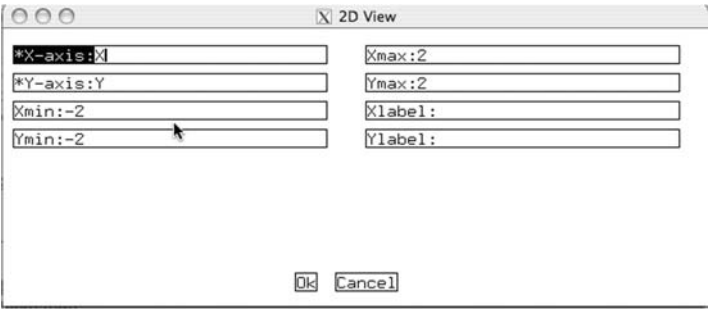 2D View
*X-axis:X
Xmax:2
*Y-axis:Y
Ymax:2
Xmin:-2
Xlabel:
Ymin:-2
Ylabel:
Ok Cancel